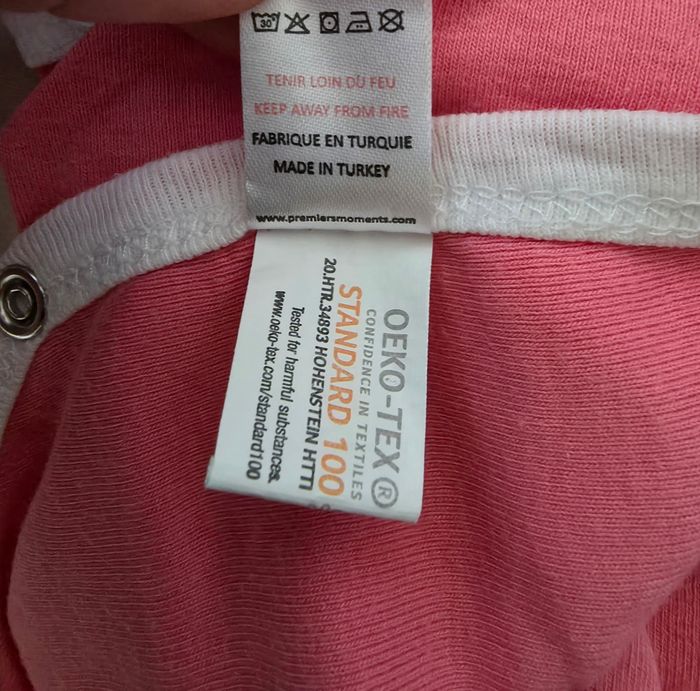 30°
TENIR LOIN DU FEU
KEEP AWAY FROM FIRE
FABRIQUE EN TURQUIE
MADE IN TURKEY
www.premiersmoments.com
OEKO-TEX®
CONFIDENCE IN TEXTILES
STANDARD 100
20.HTR.34893 HOHENSTEIN HTTI
Tested for harmful substances.
www.oeko-tex.com/standard100